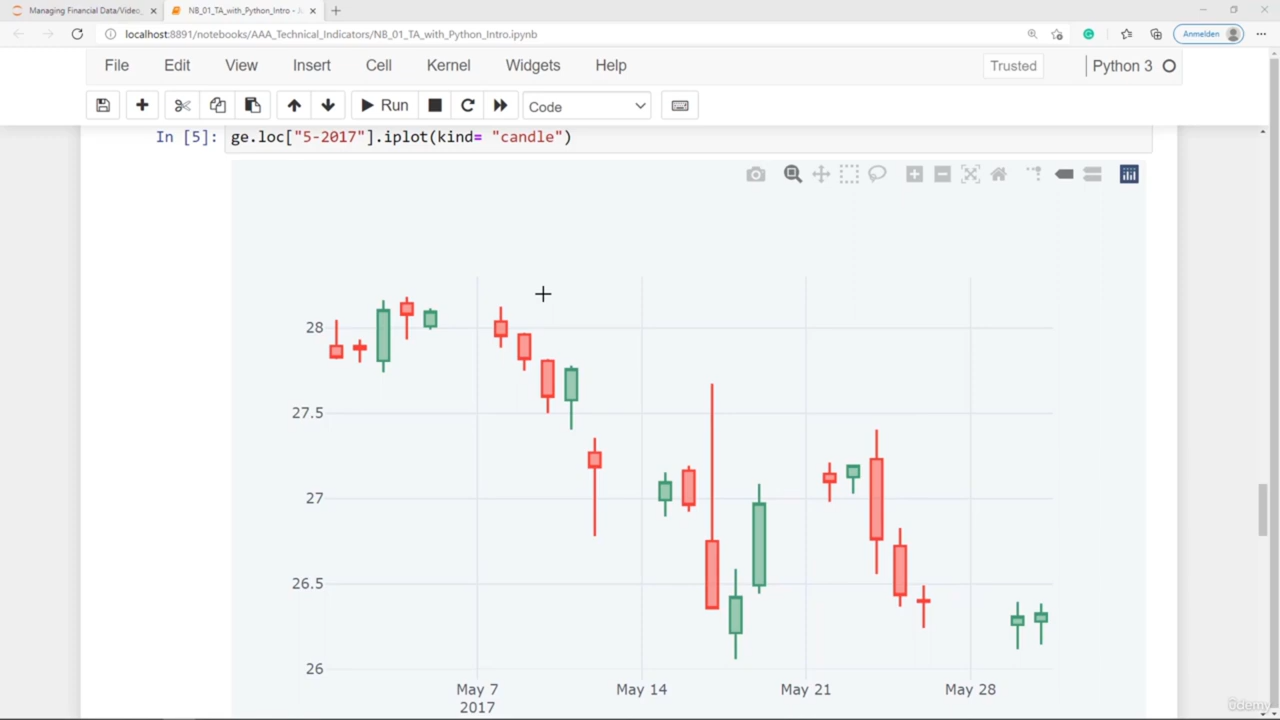 Managing Financial Data/Video_
NB_01_TA_with_Python_Intro - J
localhost:8891/notebooks/AAA_Technical_Indicators/NB_01_TA_with_Python_Intro.ipynb
Anmelden
File Edit View Insert Cell Kernel Widgets Help
Trusted
Python 3
Run
Code
In [5]: ge.loc["5-2017"].iplot(kind= "candle")
28
27.5
27
26.5
26
May 7 May 14 May 21 May 28
2017
ûdemy